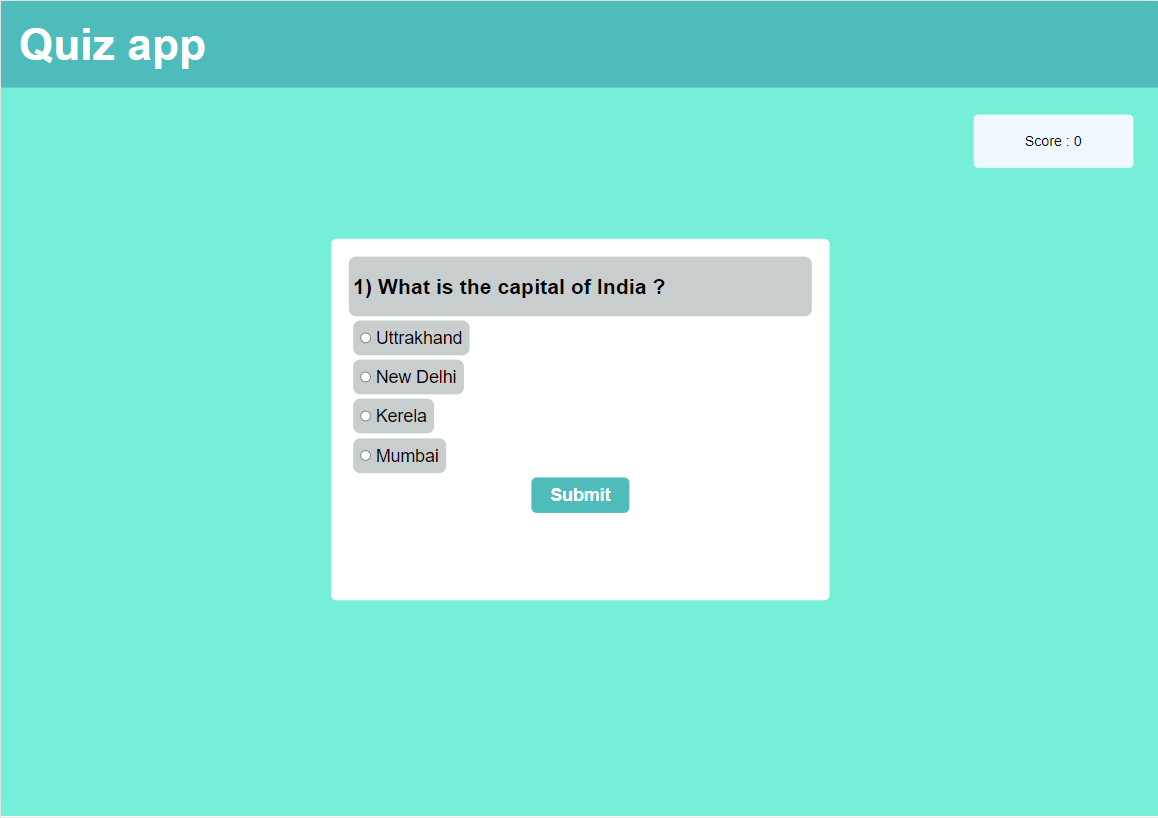 Quiz app
Score : 0
1) What is the capital of India ?
Uttrakhand
New Delhi
Kerela
Mumbai
Submit